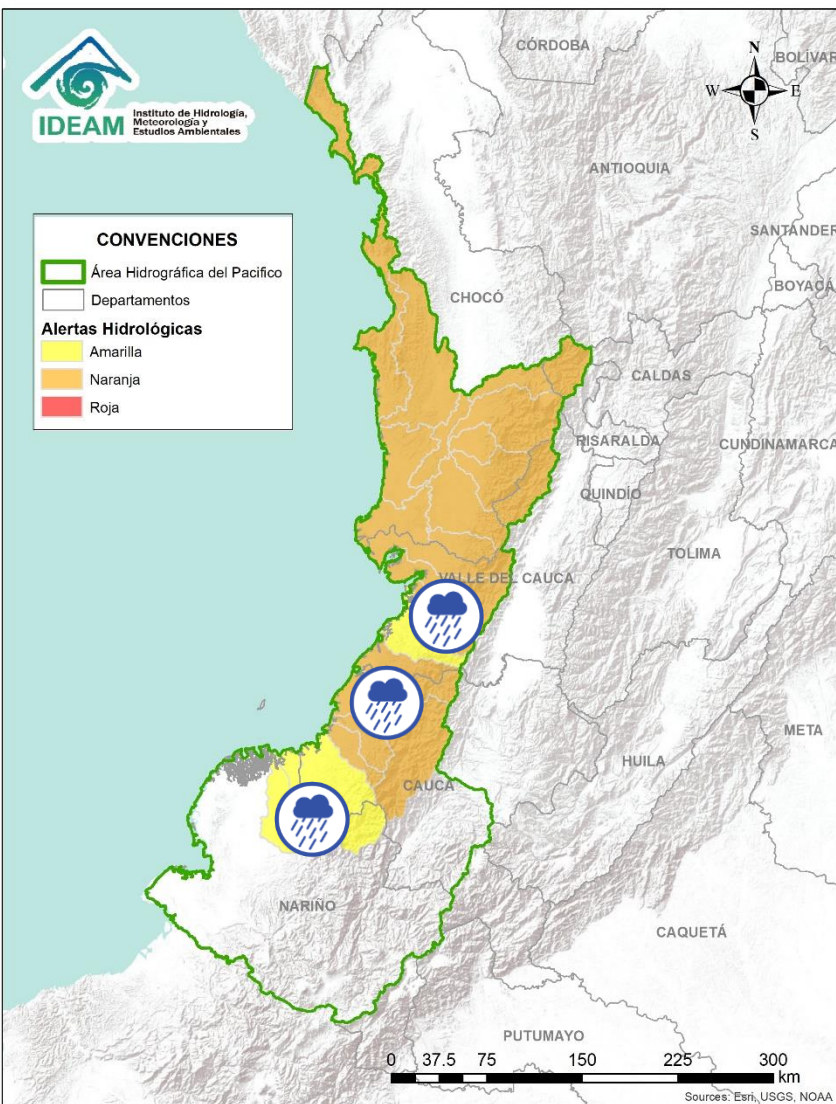 IDEAM
Instituto de Hidrología,
Meteorología y
Estudios Ambientales
N
W
E
S
CÓRDOBA
BOLÍVAR
ANTIOQUIA
SANTANDER
BOYACÁ
CONVENCIONES
Área Hidrográfica del Pacifico
Departamentos
Alertas Hidrológicas
Amarilla
Naranja
Roja
CHOCÓ
CALDAS
RISARALDA
CUNDINAMARCA
QUINDÍO
TOLIMA
VALLE DEL CAUCA
META
HUILA
CAUCA
NARIÑO
CAQUETÁ
PUTUMAYO
0 37.5 75 150 225 300
km
Sources: Esri, USGS, NOAA